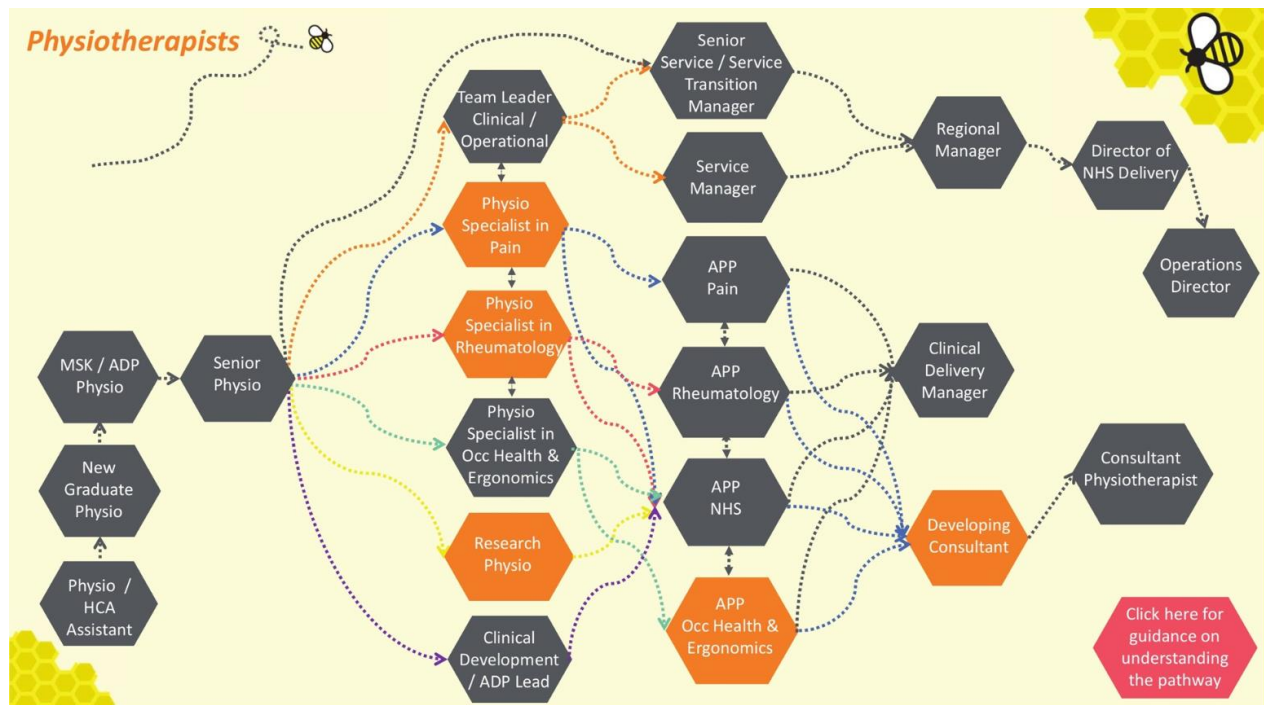 Physiotherapists
Senior
Service / Service
Transition
Manager
Team Leader
Clinical /
Operational
Regional
Manager
Director of
NHS Delivery
Service
Manager
Physio
Specialist in
Pain
APP
Pain
Operations
Director
Physio
Specialist in
Rheumatology
MSK / ADP
Physio
Senior
Physio
APP
Rheumatology
Clinical
Delivery
Manager
Physio
Specialist in
Occ Health &
Ergonomics
New
Graduate
Physio
APP
NHS
Consultant
Physiotherapist
Research
Physio
Developing
Consultant
Physio /
HCA
Assistant
APP
Occ Health &
Ergonomics
Clinical
Development
/ ADP Lead
Click here for
guidance on
understanding
the pathway